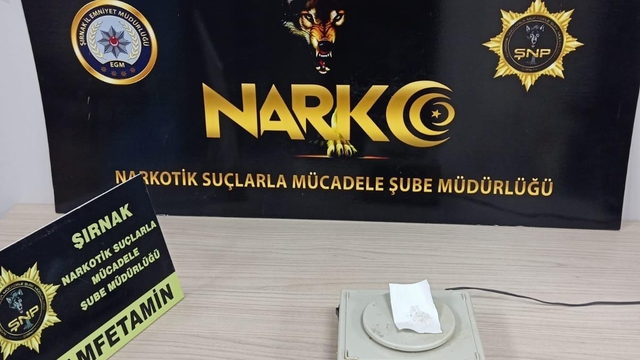 ŞIRNAK İL EMNİYET MÜDÜRLÜĞÜ
EGM
ŞNP
NARKO
NARKOTİK SUÇLARLA MÜCADELE ŞUBE MÜDÜRLÜĞÜ
ŞIRNAK
NARKOTİK SUÇLARLA
MÜCADELE
ŞUBE MÜDÜRLÜĞÜ
ŞNP
AMFETAMİN